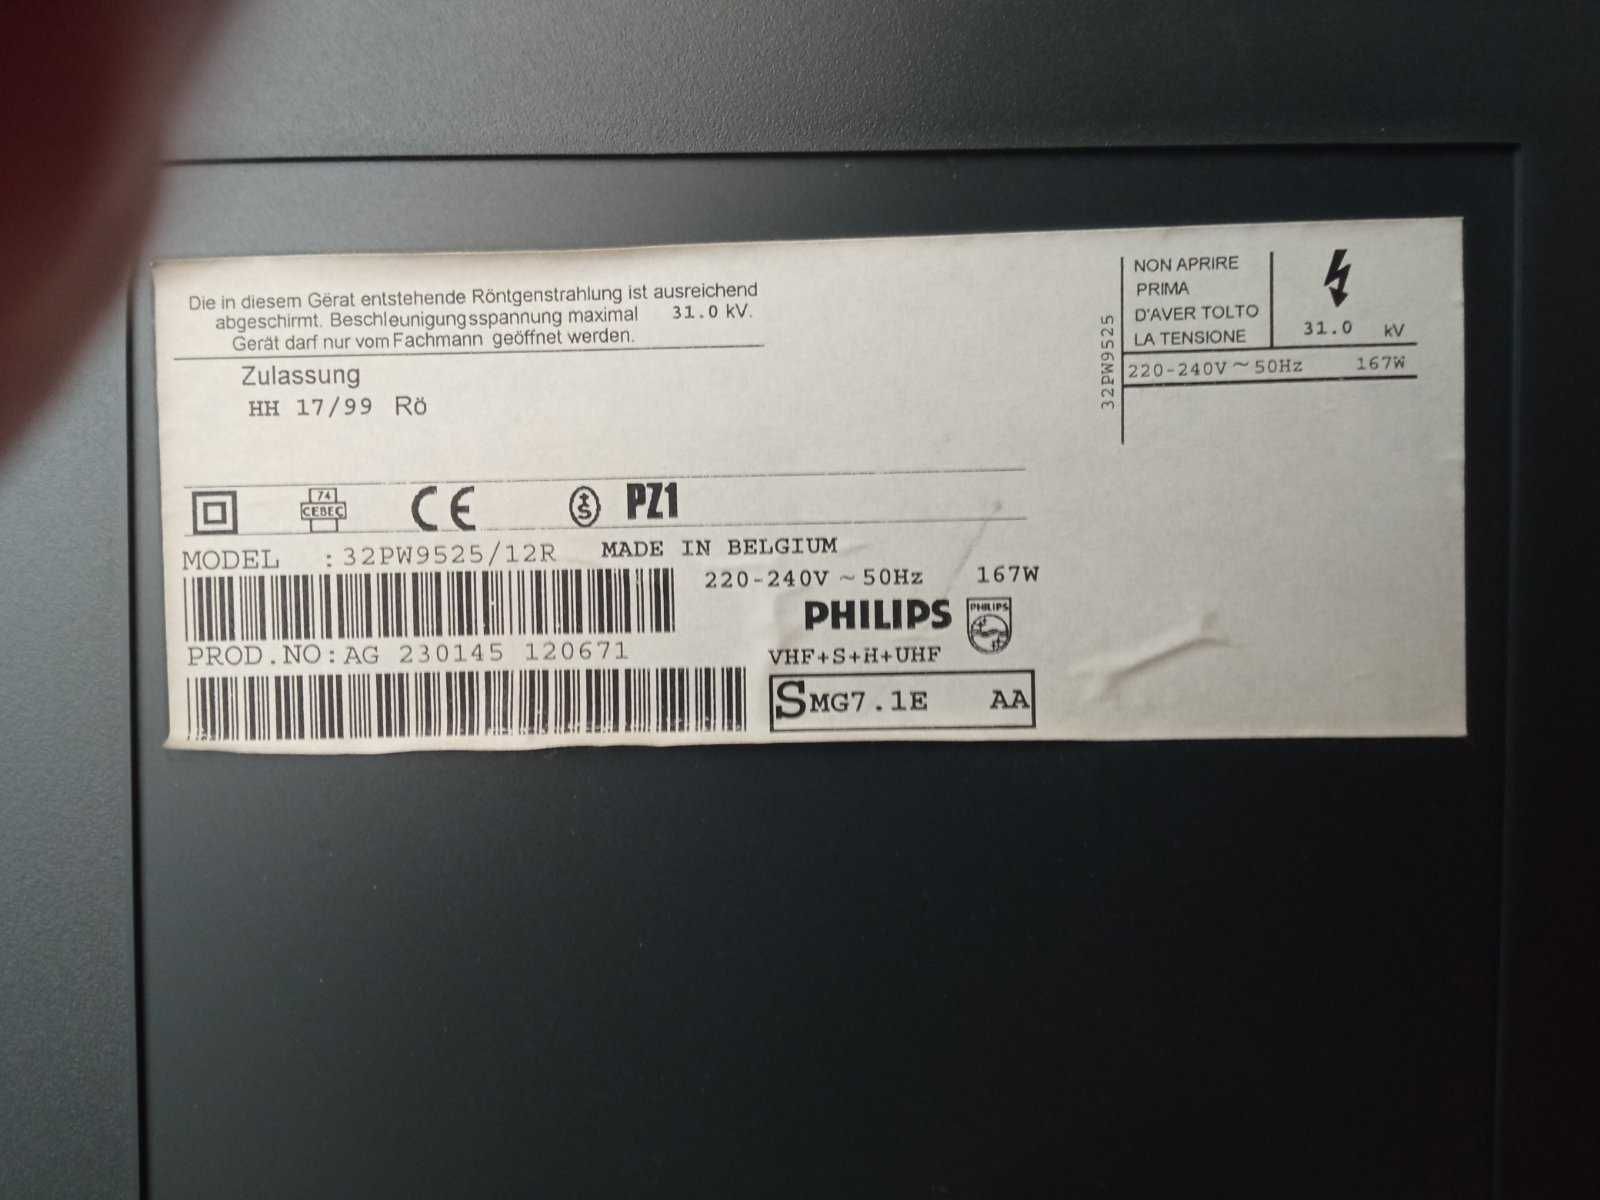 Die in diesem Gërat entstehende Röntgenstrahlung ist ausreichend
abgeschirmt. Beschleunigungsspannung maximal 31.0 kV.
Gerät darf nur vom Fachmann geöffnet werden.
Zulassung
HH 17/99 Rö
NON APRIRE
PRIMA
D'AVER TOLTO
LA TENSIONE
31.0 kV
220-240V ~ 50Hz 167W
32PW9525
74
CEBEC
CE
S
PZ1
MODEL : 32PW9525/12R MADE IN BELGIUM
220-240V ~ 50Hz 167W
PHILIPS
PHILIPS
PROD.NO: AG 230145 120671
VHF+S+H+UHF
SMG7.1E AA